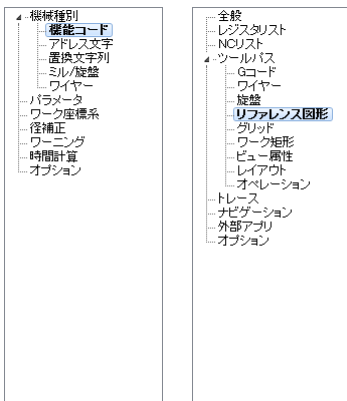 機械種別
機能コード
アドレス文字
置換文字列
ミル/旋盤
ワイヤー
パラメータ
ワーク座標系
径補正
ワーニング
時間計算
オプション
全般
レジスタリスト
NCリスト
ツールパス
Gコード
ワイヤー
旋盤
リファレンス図形
グリッド
ワーク矩形
ビュー属性
レイアウト
オペレーション
トレース
ナビゲーション
外部アプリ
オプション